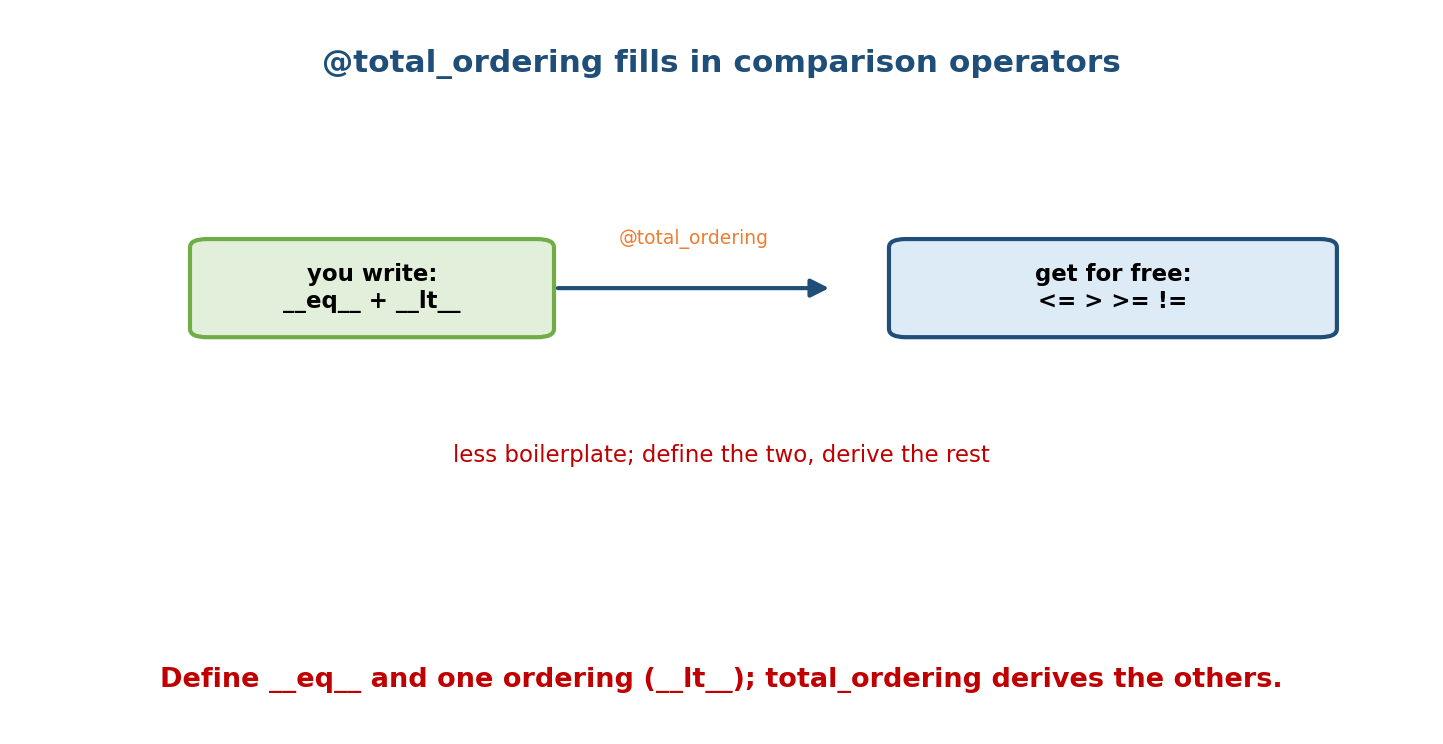 @total_ordering fills in comparison operators
@total_ordering
you write:
__eq__ + __lt__
get for free:
<= > >= !=
less boilerplate; define the two, derive the rest
Define __eq__ and one ordering (__lt__); total_ordering derives the others.